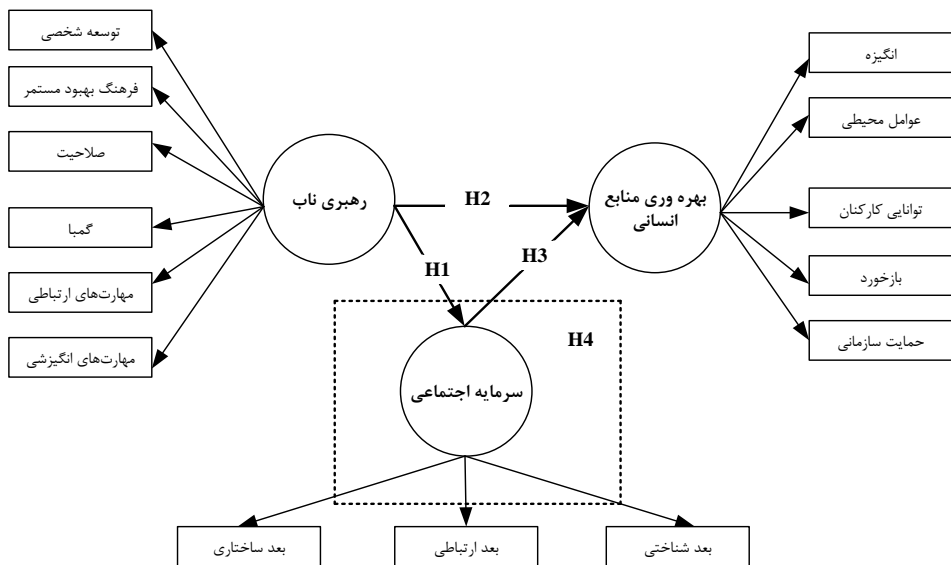 توسعه شخصی
فرهنگ بهبود مستمر
صلاحیت
گمبا
مهارت‌های ارتباطی
مهارت‌های انگیزشی
رهبری ناب
H2
H1
H3
بهره وری منابع
انسانی
انگیزه
عوامل محیطی
توانایی کارکنان
بازخورد
حمایت سازمانی
H4
سرمایه اجتماعی
بعد ساختاری
بعد ارتباطی
بعد شناختی